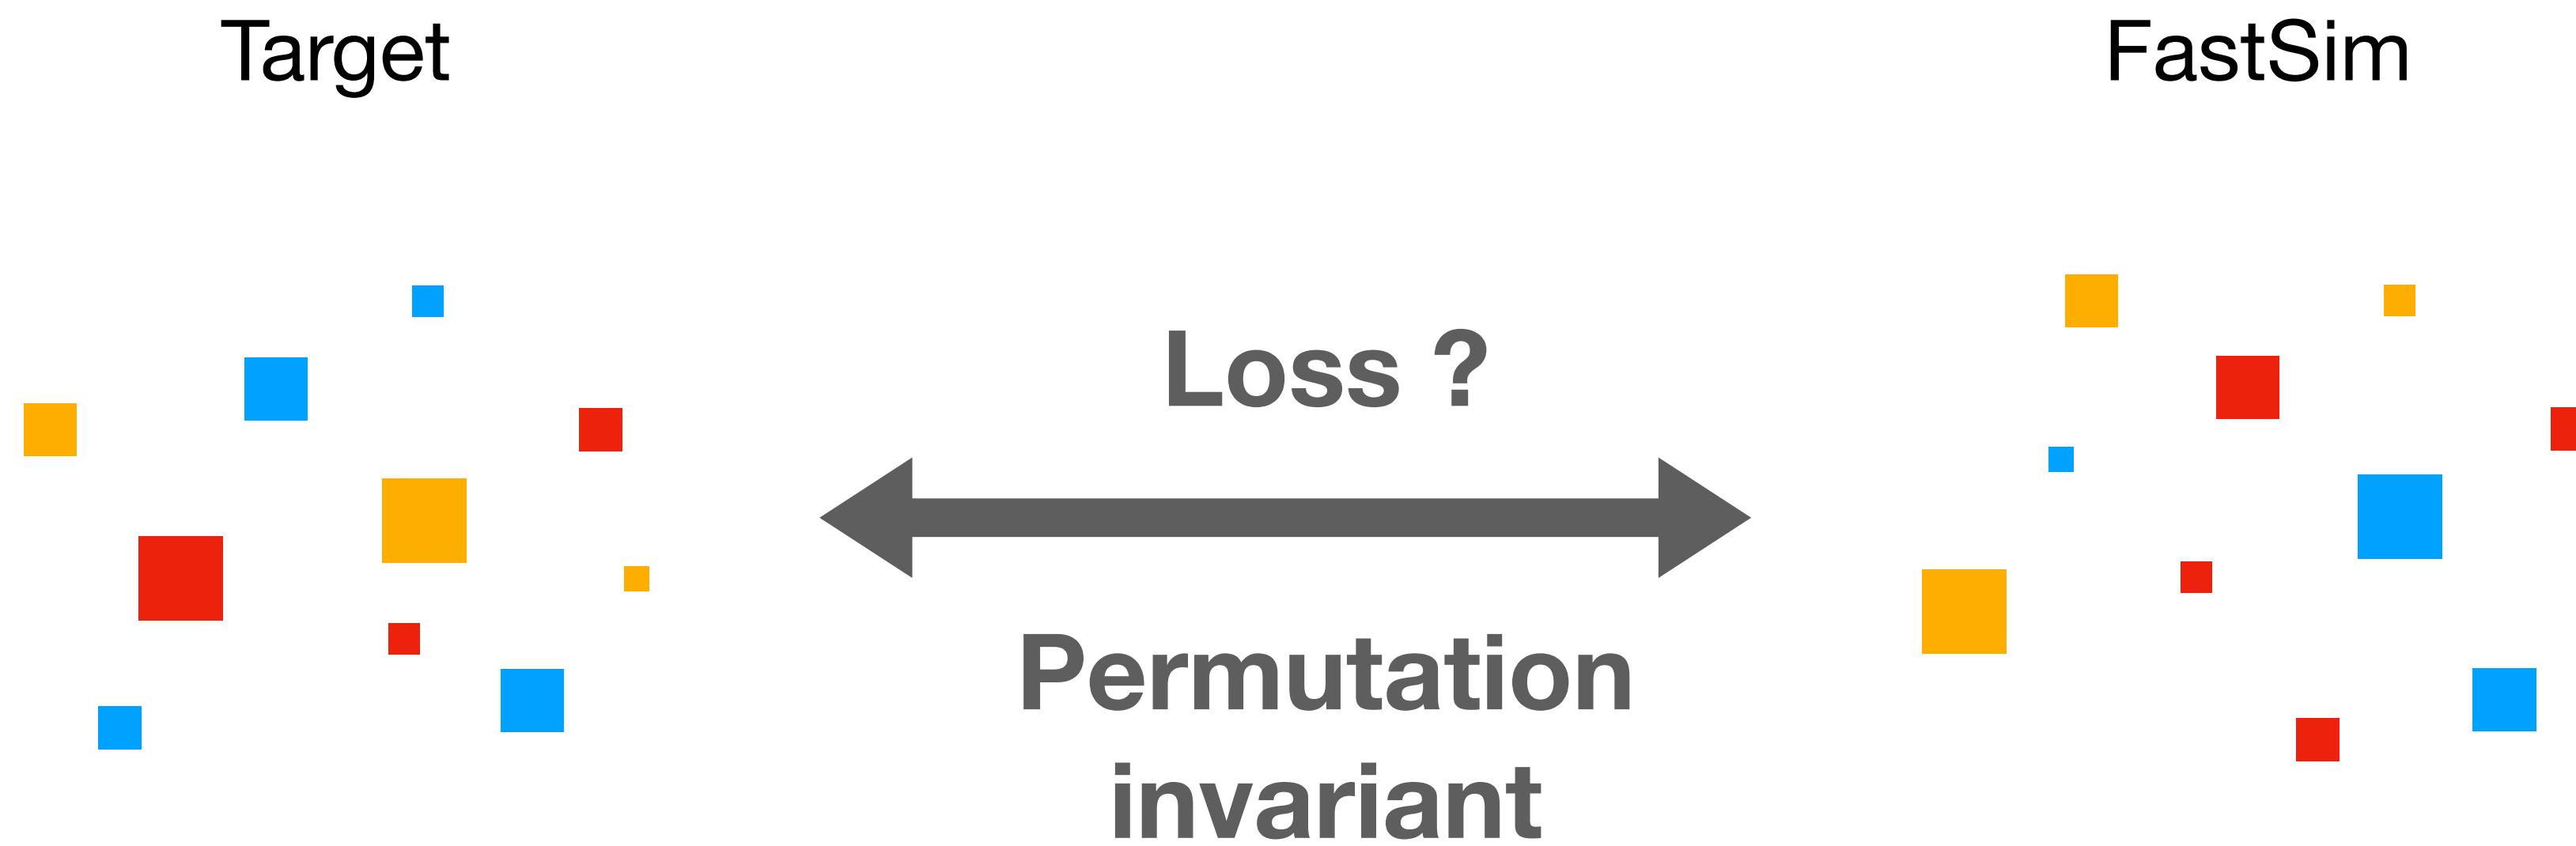 Target
FastSim
Loss ?
Permutation
invariant